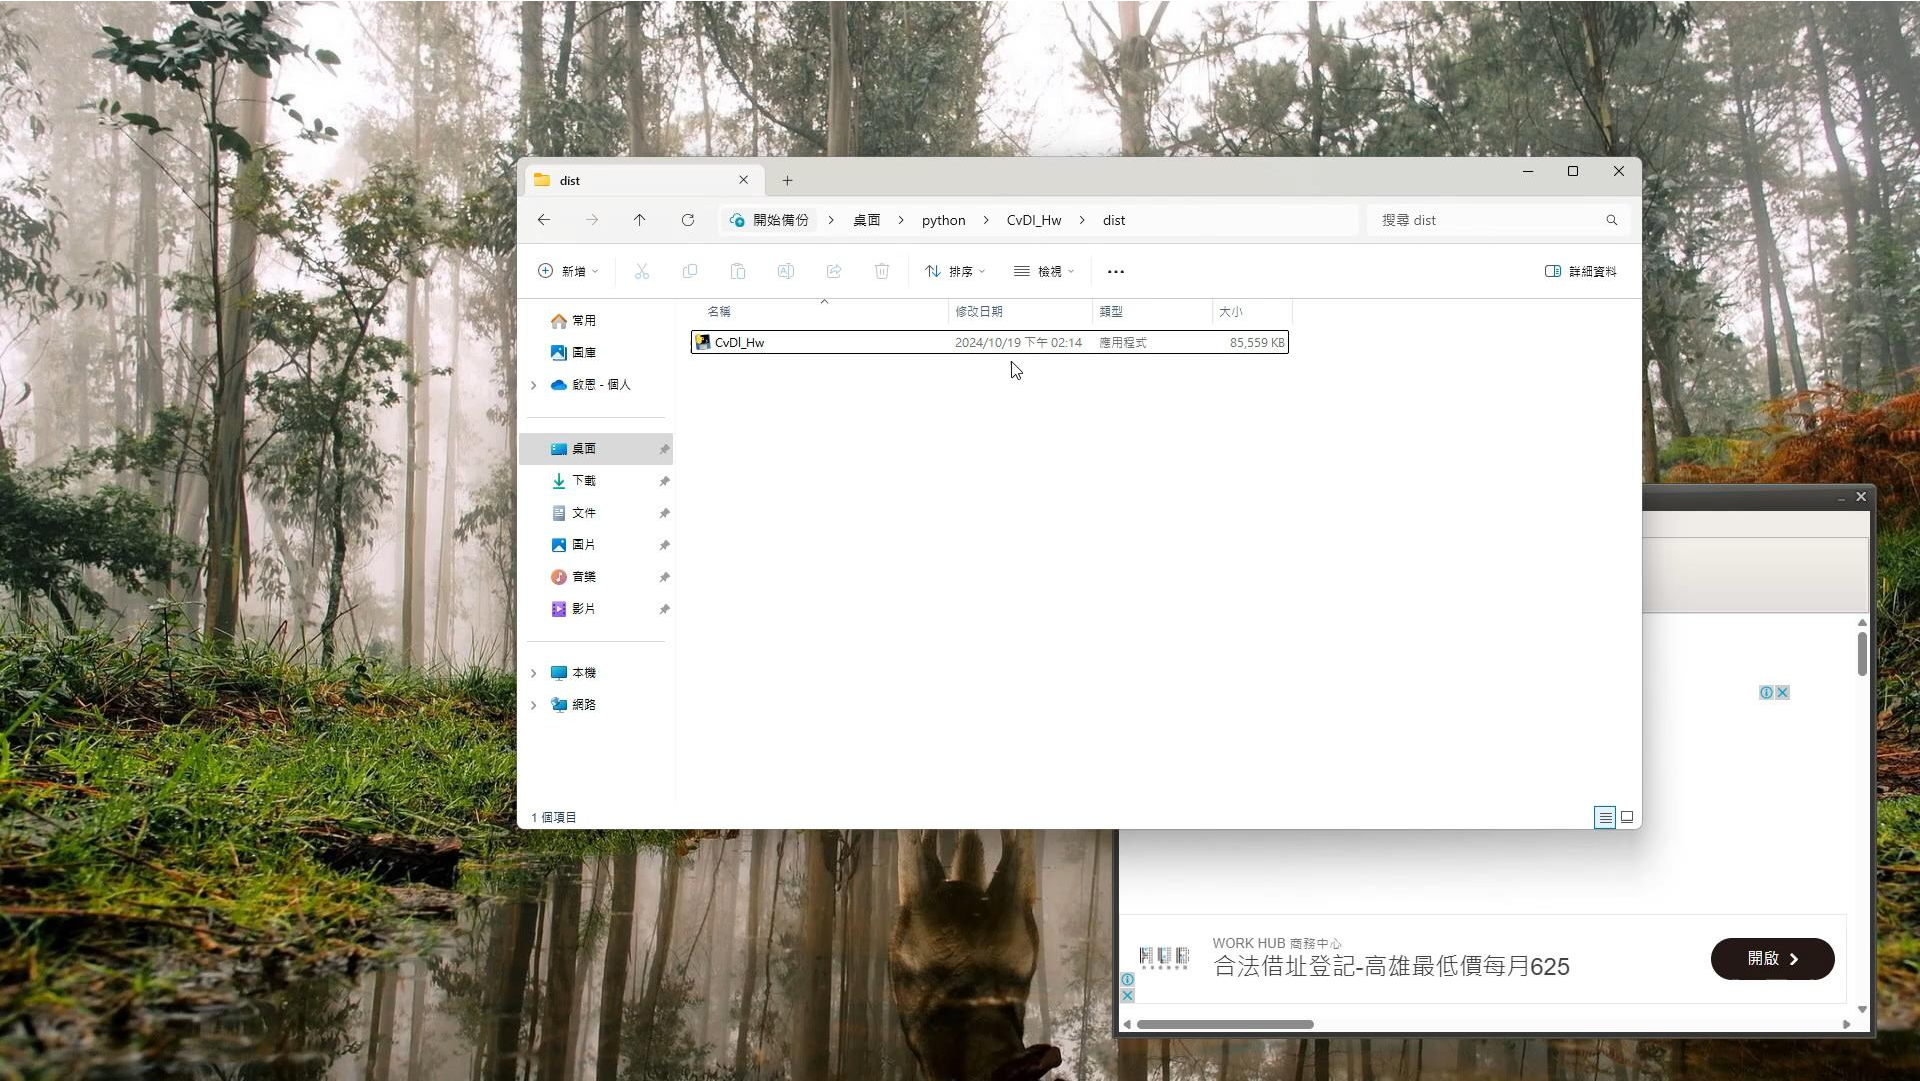 dist
開始備份 > 桌面 > python > CvDl_Hw > dist
搜尋 dist
新增
排序
檢視
詳細資料
名稱 修改日期 類型 大小
CvDl_Hw 2024/10/19 下午 02:14 應用程式 85,559 KB
常用
圖庫
啟恩 - 個人
桌面
下載
文件
圖片
音樂
影片
本機
網路
1 個項目
WORK HUB 商務中心
合法借址登記-高雄最低價每月625
開啟
HUB